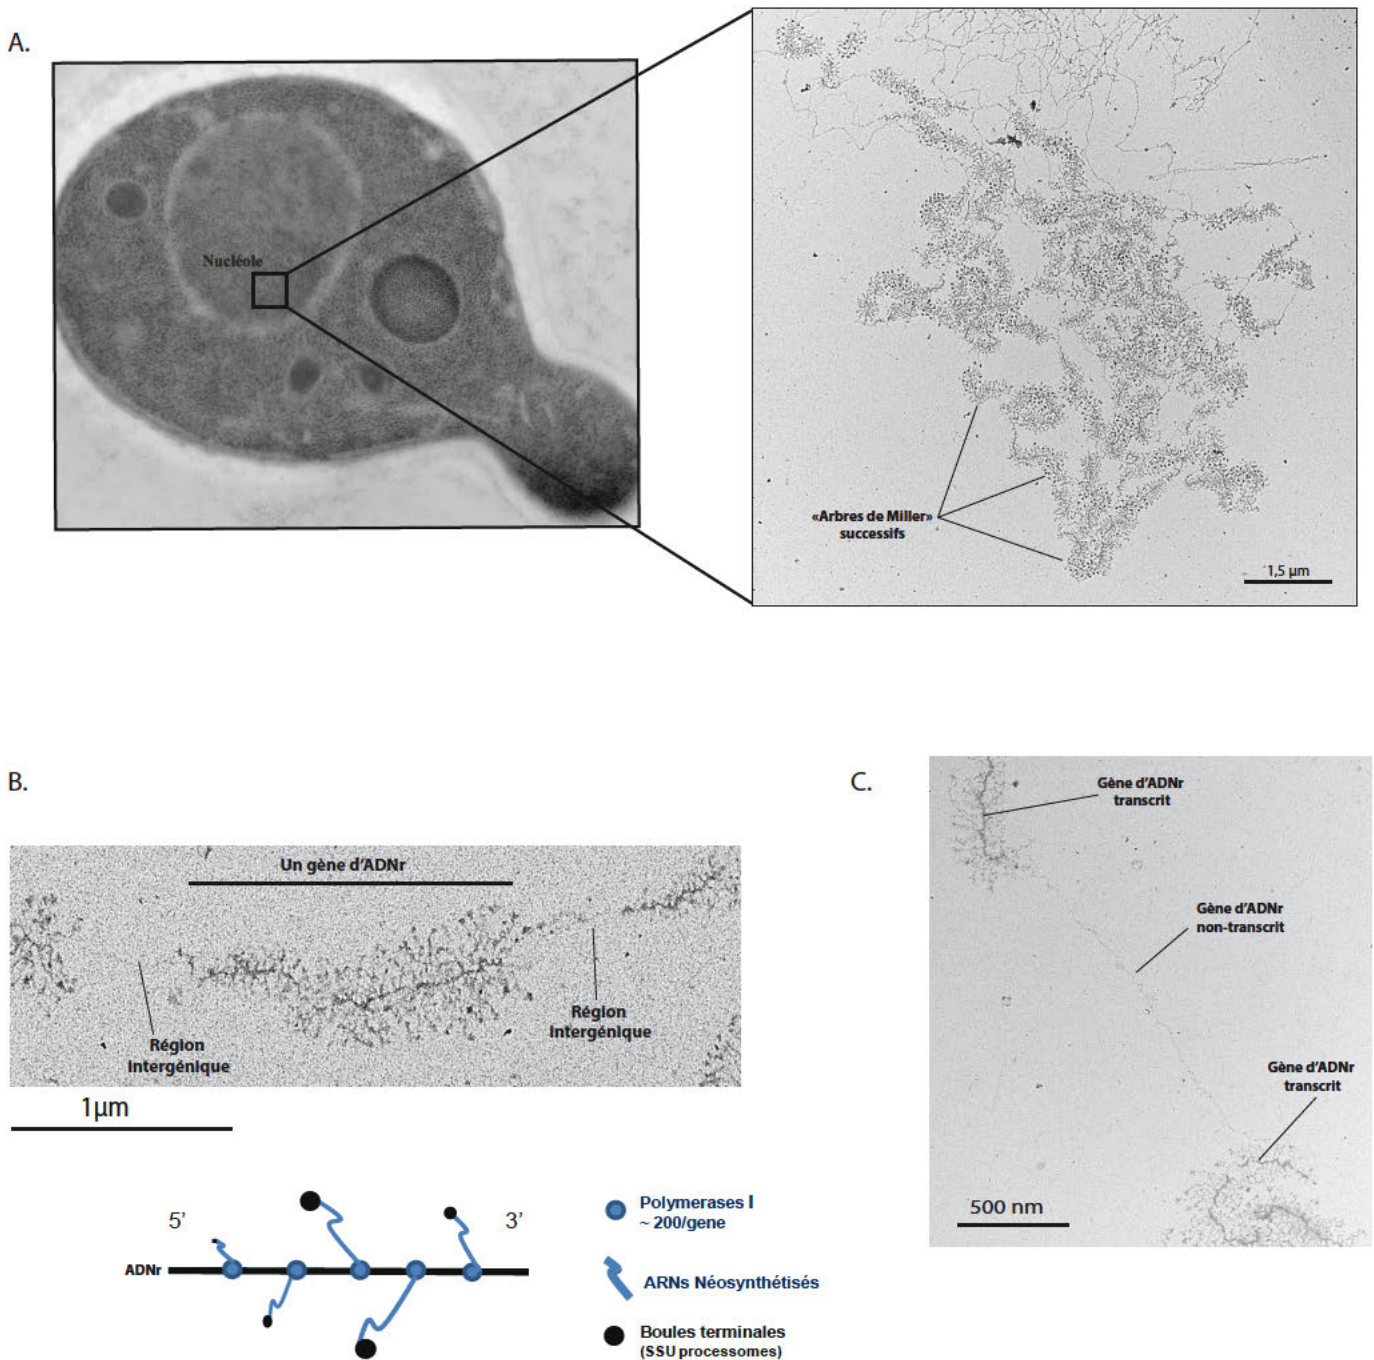 A.
Nucléole
«Arbres de Miller»
successifs
1,5 µm
B.
Un gène d'ADNr
Région
intergénique
Région
intergénique
1µm
C.
Gène d'ADNr
transcrit
Gène d'ADNr
non-transcrit
Gène d'ADNr
transcrit
500 nm
5'
3'
ADNr
Polymerases I
~ 200/gene
ARNs Néosynthétisés
Boules terminales
(SSU processomes)